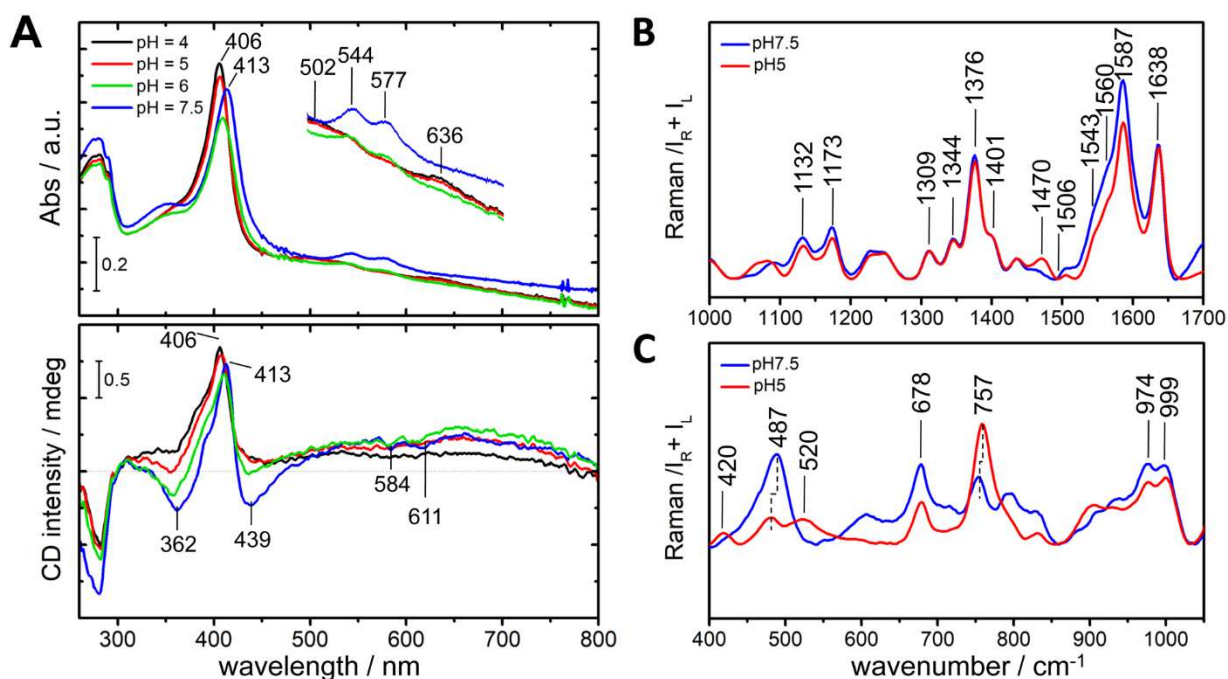 A
pH = 4
pH = 5
pH = 6
pH = 7.5
406
413
502
544
577
636
0.2
Abs / a.u.
406
413
0.5
362
439
584
611
CD intensity / mdeg
300 400 500 600 700 800
wavelength / nm
B
pH7.5
pH5
1132
1173
1309
1344
1376
1401
1470
1506
1543
1560
1587
1638
Raman /I_R + I_L
1000 1100 1200 1300 1400 1500 1600 1700
C
pH7.5
pH5
420
487
520
678
757
974
999
Raman /I_R + I_L
400 500 600 700 800 900 1000
wavenumber / cm⁻¹